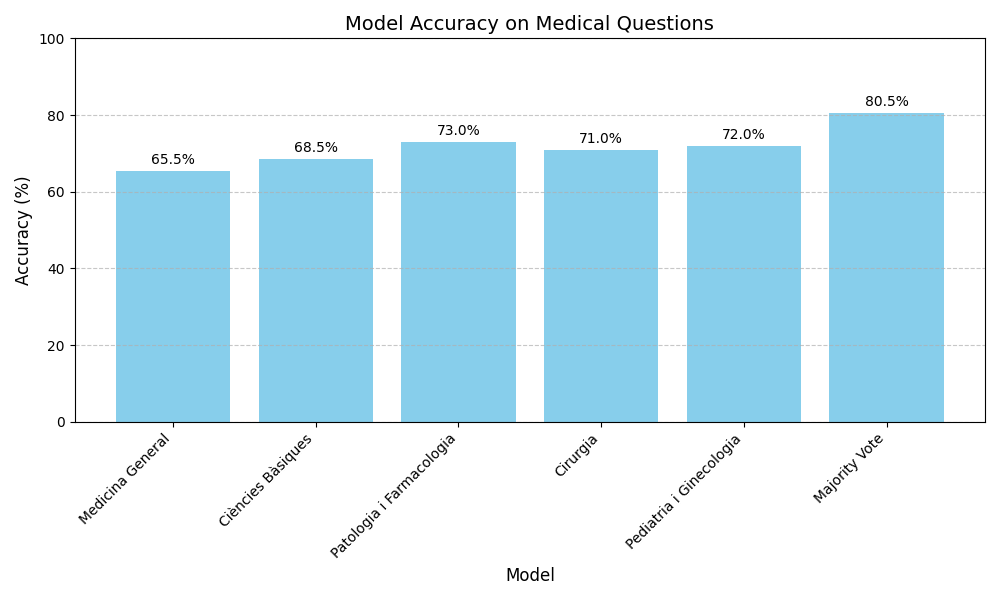 Model Accuracy on Medical Questions
Accuracy (%)
100
80
60
40
20
0
65.5%
68.5%
73.0%
71.0%
72.0%
80.5%
Medicina General
Ciències Bàsiques
Patologia i Farmacologia
Cirurgia
Pediatria i Ginecologia
Majority Vote
Model